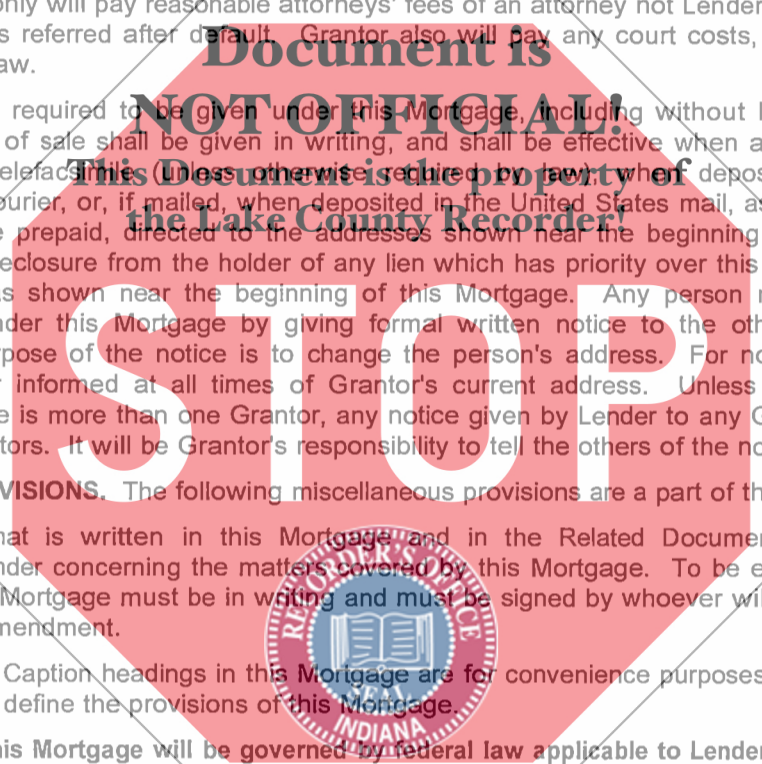 only will pay reasonable attorneys' fees of an attorney not Lender
s referred after default. Grantor also will pay any court costs,
aw.
Document is
NOT OFFICIAL!
This Document is the property of
the Lake County Recorder!
required to be given under this Mortgage, including without
of sale shall be given in writing, and shall be effective when a
elefacsimile (unless otherwise required by law), when depos
ourier, or, if mailed, when deposited in the United States mail, as
e prepaid, directed to the addresses shown near the beginning
eclosure from the holder of any lien which has priority over this
s shown near the beginning of this Mortgage. Any person
nder this Mortgage by giving formal written notice to the oth
rpose of the notice is to change the person's address. For no
informed at all times of Grantor's current address. Unless
e is more than one Grantor, any notice given by Lender to any G
tors. It will be Grantor's responsibility to tell the others of the no
STOP
VISIONS. The following miscellaneous provisions are a part of th
hat is written in this Mortgage and in the Related Docume
nder concerning the matters covered by this Mortgage. To be e
Mortgage must be in writing and must be signed by whoever wil
mendment.
RECORDER'S OFFICE
SEAL
INDIANA
Caption headings in this Mortgage are for convenience purposes
define the provisions of this Mortgage.
his Mortgage will be governed by federal law applicable to Lender